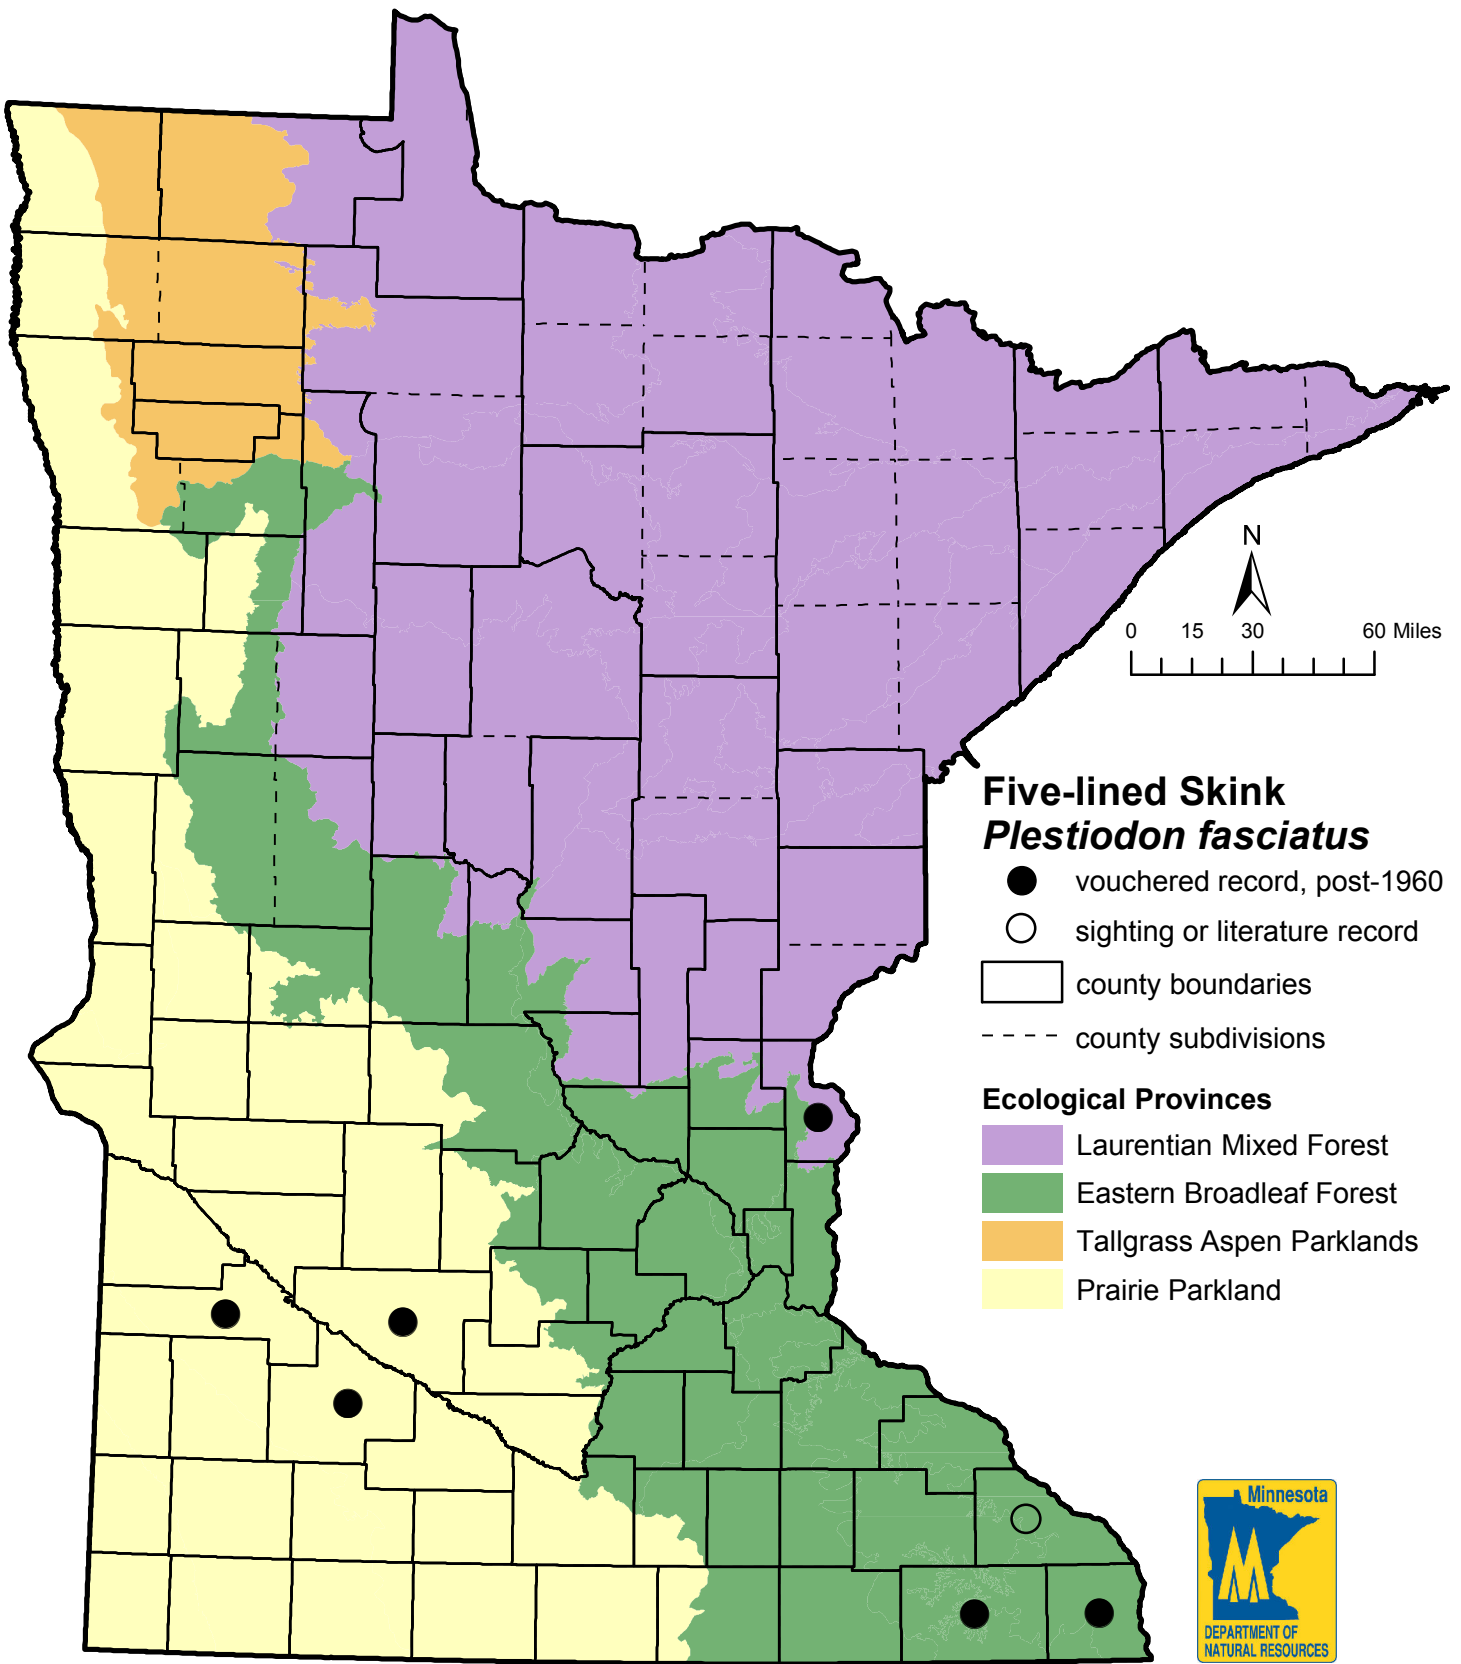 N
0 15 30 60 Miles
Five-lined Skink
Plestiodon fasciatus
vouchered record, post-1960
sighting or literature record
county boundaries
county subdivisions
Ecological Provinces
Laurentian Mixed Forest
Eastern Broadleaf Forest
Tallgrass Aspen Parklands
Prairie Parkland
Minnesota
DEPARTMENT OF
NATURAL RESOURCES